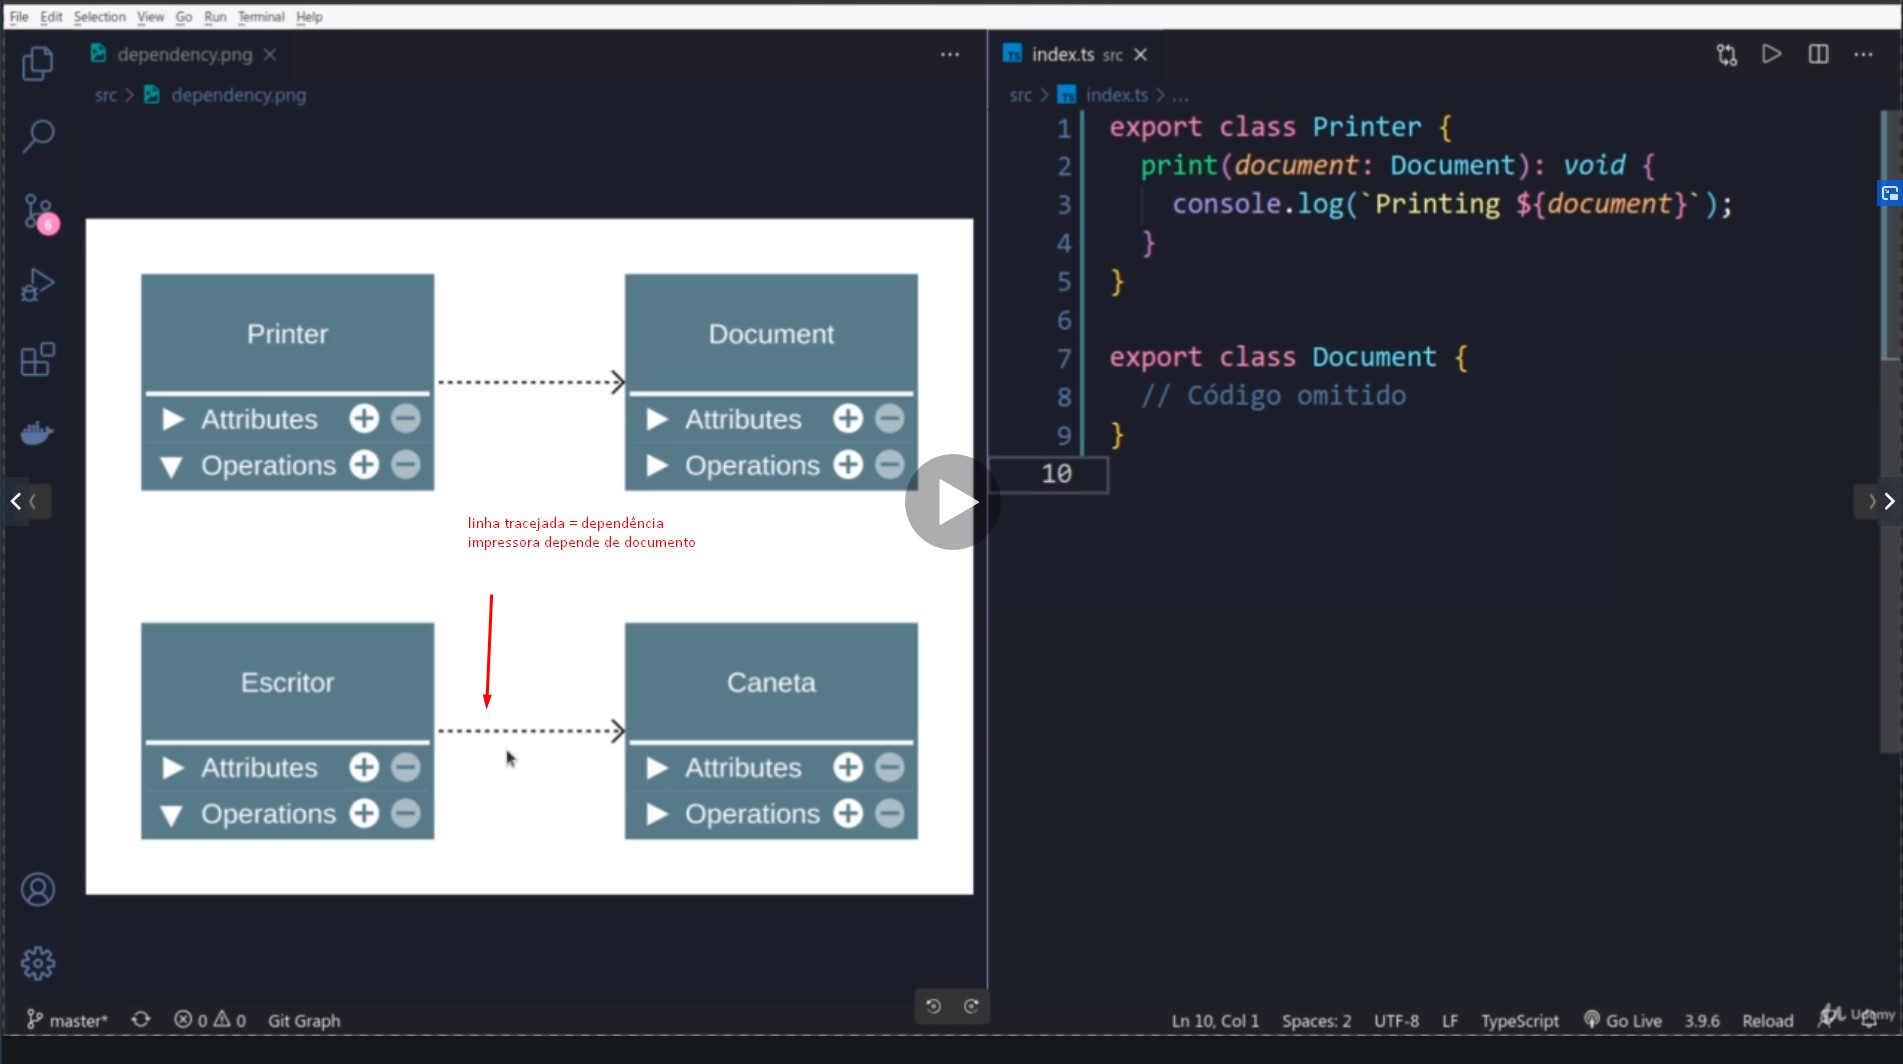 File Edit Selection View Go Run Terminal Help
dependency.png
src > dependency.png
Printer
Attributes
Operations
Document
Attributes
Operations
linha tracejada = dependência
impressora depende de documento
Escritor
Attributes
Operations
Caneta
Attributes
Operations
TS index.ts src
src > TS index.ts > ...
1 export class Printer {
2 print(document: Document): void {
3 console.log(`Printing ${document}`);
4 }
5 }
6
7 export class Document {
8 // Código omitido
9 }
10
6
master* 0 0 Git Graph
Ln 10, Col 1 Spaces: 2 UTF-8 LF TypeScript Go Live 3.9.6 Reload
Udemy